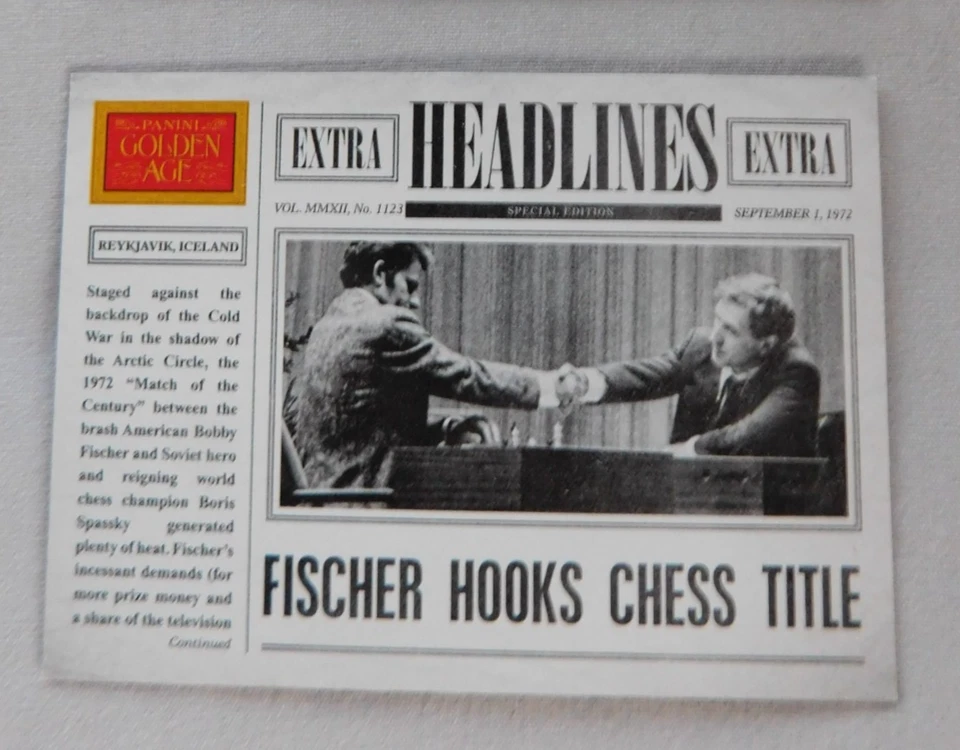 PANINI
GOLDEN
AGE
EXTRA
HEADLINES
EXTRA
VOL. MMXII, No. 1123
SPECIAL EDITION
SEPTEMBER 1, 1972
REYKJAVIK, ICELAND
Staged against the
backdrop of the Cold
War in the shadow of
the Arctic Circle, the
1972 “Match of the
Century” between the
brash American Bobby
Fischer and Soviet hero
and reigning world
chess champion Boris
Spassky generated
plenty of heat. Fischer's
incessant demands (for
more prize money and
a share of the television
Continued
FISCHER HOOKS CHESS TITLE